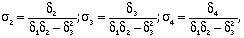 σ₂ = δ₂/(δ₁δ₂ − δ₃²); σ₃ = δ₃/(δ₁δ₂ − δ₃²); σ₄ = δ₄/(δ₁δ₂ − δ₃²),